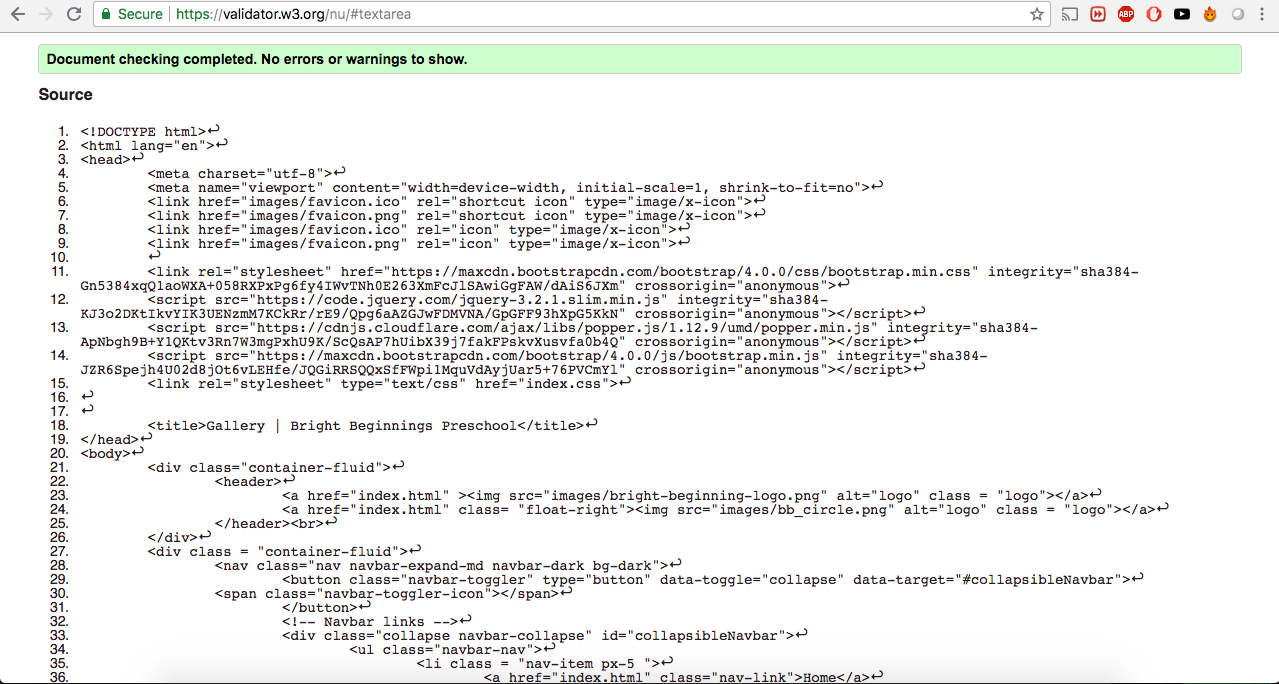 Secure https://validator.w3.org/nu/#textarea
ABP
Document checking completed. No errors or warnings to show.
Source
1. <!DOCTYPE html>↩
2. <html lang="en">↩
3. <head>↩
4. <meta charset="utf-8">↩
5. <meta name="viewport" content="width=device-width, initial-scale=1, shrink-to-fit=no">↩
6. <link href="images/favicon.ico" rel="shortcut icon" type="image/x-icon">↩
7. <link href="images/fvaicon.png" rel="shortcut icon" type="image/x-icon">↩
8. <link href="images/favicon.ico" rel="icon" type="image/x-icon">↩
9. <link href="images/fvaicon.png" rel="icon" type="image/x-icon">↩
10. ↩
11. <link rel="stylesheet" href="https://maxcdn.bootstrapcdn.com/bootstrap/4.0.0/css/bootstrap.min.css" integrity="sha384-
Gn5384xqQ1aoWXA+058RXPxPg6fy4IWvTNh0E263XmFcJlSAwiGgFAW/dAiS6JXm" crossorigin="anonymous">↩
12. <script src="https://code.jquery.com/jquery-3.2.1.slim.min.js" integrity="sha384-
KJ3o2DKtIkvYIK3UENzmM7KCkRr/rE9/Qpg6aAZGJwFDMVNA/GpGFF93hXpG5KkN" crossorigin="anonymous"></script>↩
13. <script src="https://cdnjs.cloudflare.com/ajax/libs/popper.js/1.12.9/umd/popper.min.js" integrity="sha384-
ApNbgh9B+Y1QKtv3Rn7W3mgPxhU9K/ScQsAP7hUibX39j7fakFPskvXusvfa0b4Q" crossorigin="anonymous"></script>↩
14. <script src="https://maxcdn.bootstrapcdn.com/bootstrap/4.0.0/js/bootstrap.min.js" integrity="sha384-
JZR6Spejh4U02d8jOt6vLEHfe/JQGiRRSQQxSfFWpi1MquVdAyjUar5+76PVCmYl" crossorigin="anonymous"></script>↩
15. <link rel="stylesheet" type="text/css" href="index.css">↩
16. ↩
17. ↩
18. <title>Gallery | Bright Beginnings Preschool</title>↩
19. </head>↩
20. <body>↩
21. <div class="container-fluid">↩
22. <header>↩
23. <a href="index.html" ><img src="images/bright-beginning-logo.png" alt="logo" class = "logo"></a>↩
24. <a href="index.html" class= "float-right"><img src="images/bb_circle.png" alt="logo" class = "logo"></a>↩
25. </header><br>↩
26. </div>↩
27. <div class = "container-fluid">↩
28. <nav class="nav navbar-expand-md navbar-dark bg-dark">↩
29. <button class="navbar-toggler" type="button" data-toggle="collapse" data-target="#collapsibleNavbar">↩
30. <span class="navbar-toggler-icon"></span>↩
31. </button>↩
32. <!-- Navbar links -->↩
33. <div class="collapse navbar-collapse" id="collapsibleNavbar">↩
34. <ul class="navbar-nav">↩
35. <li class = "nav-item px-5 ">↩
36. <a href="index.html" class="nav-link">Home</a>↩